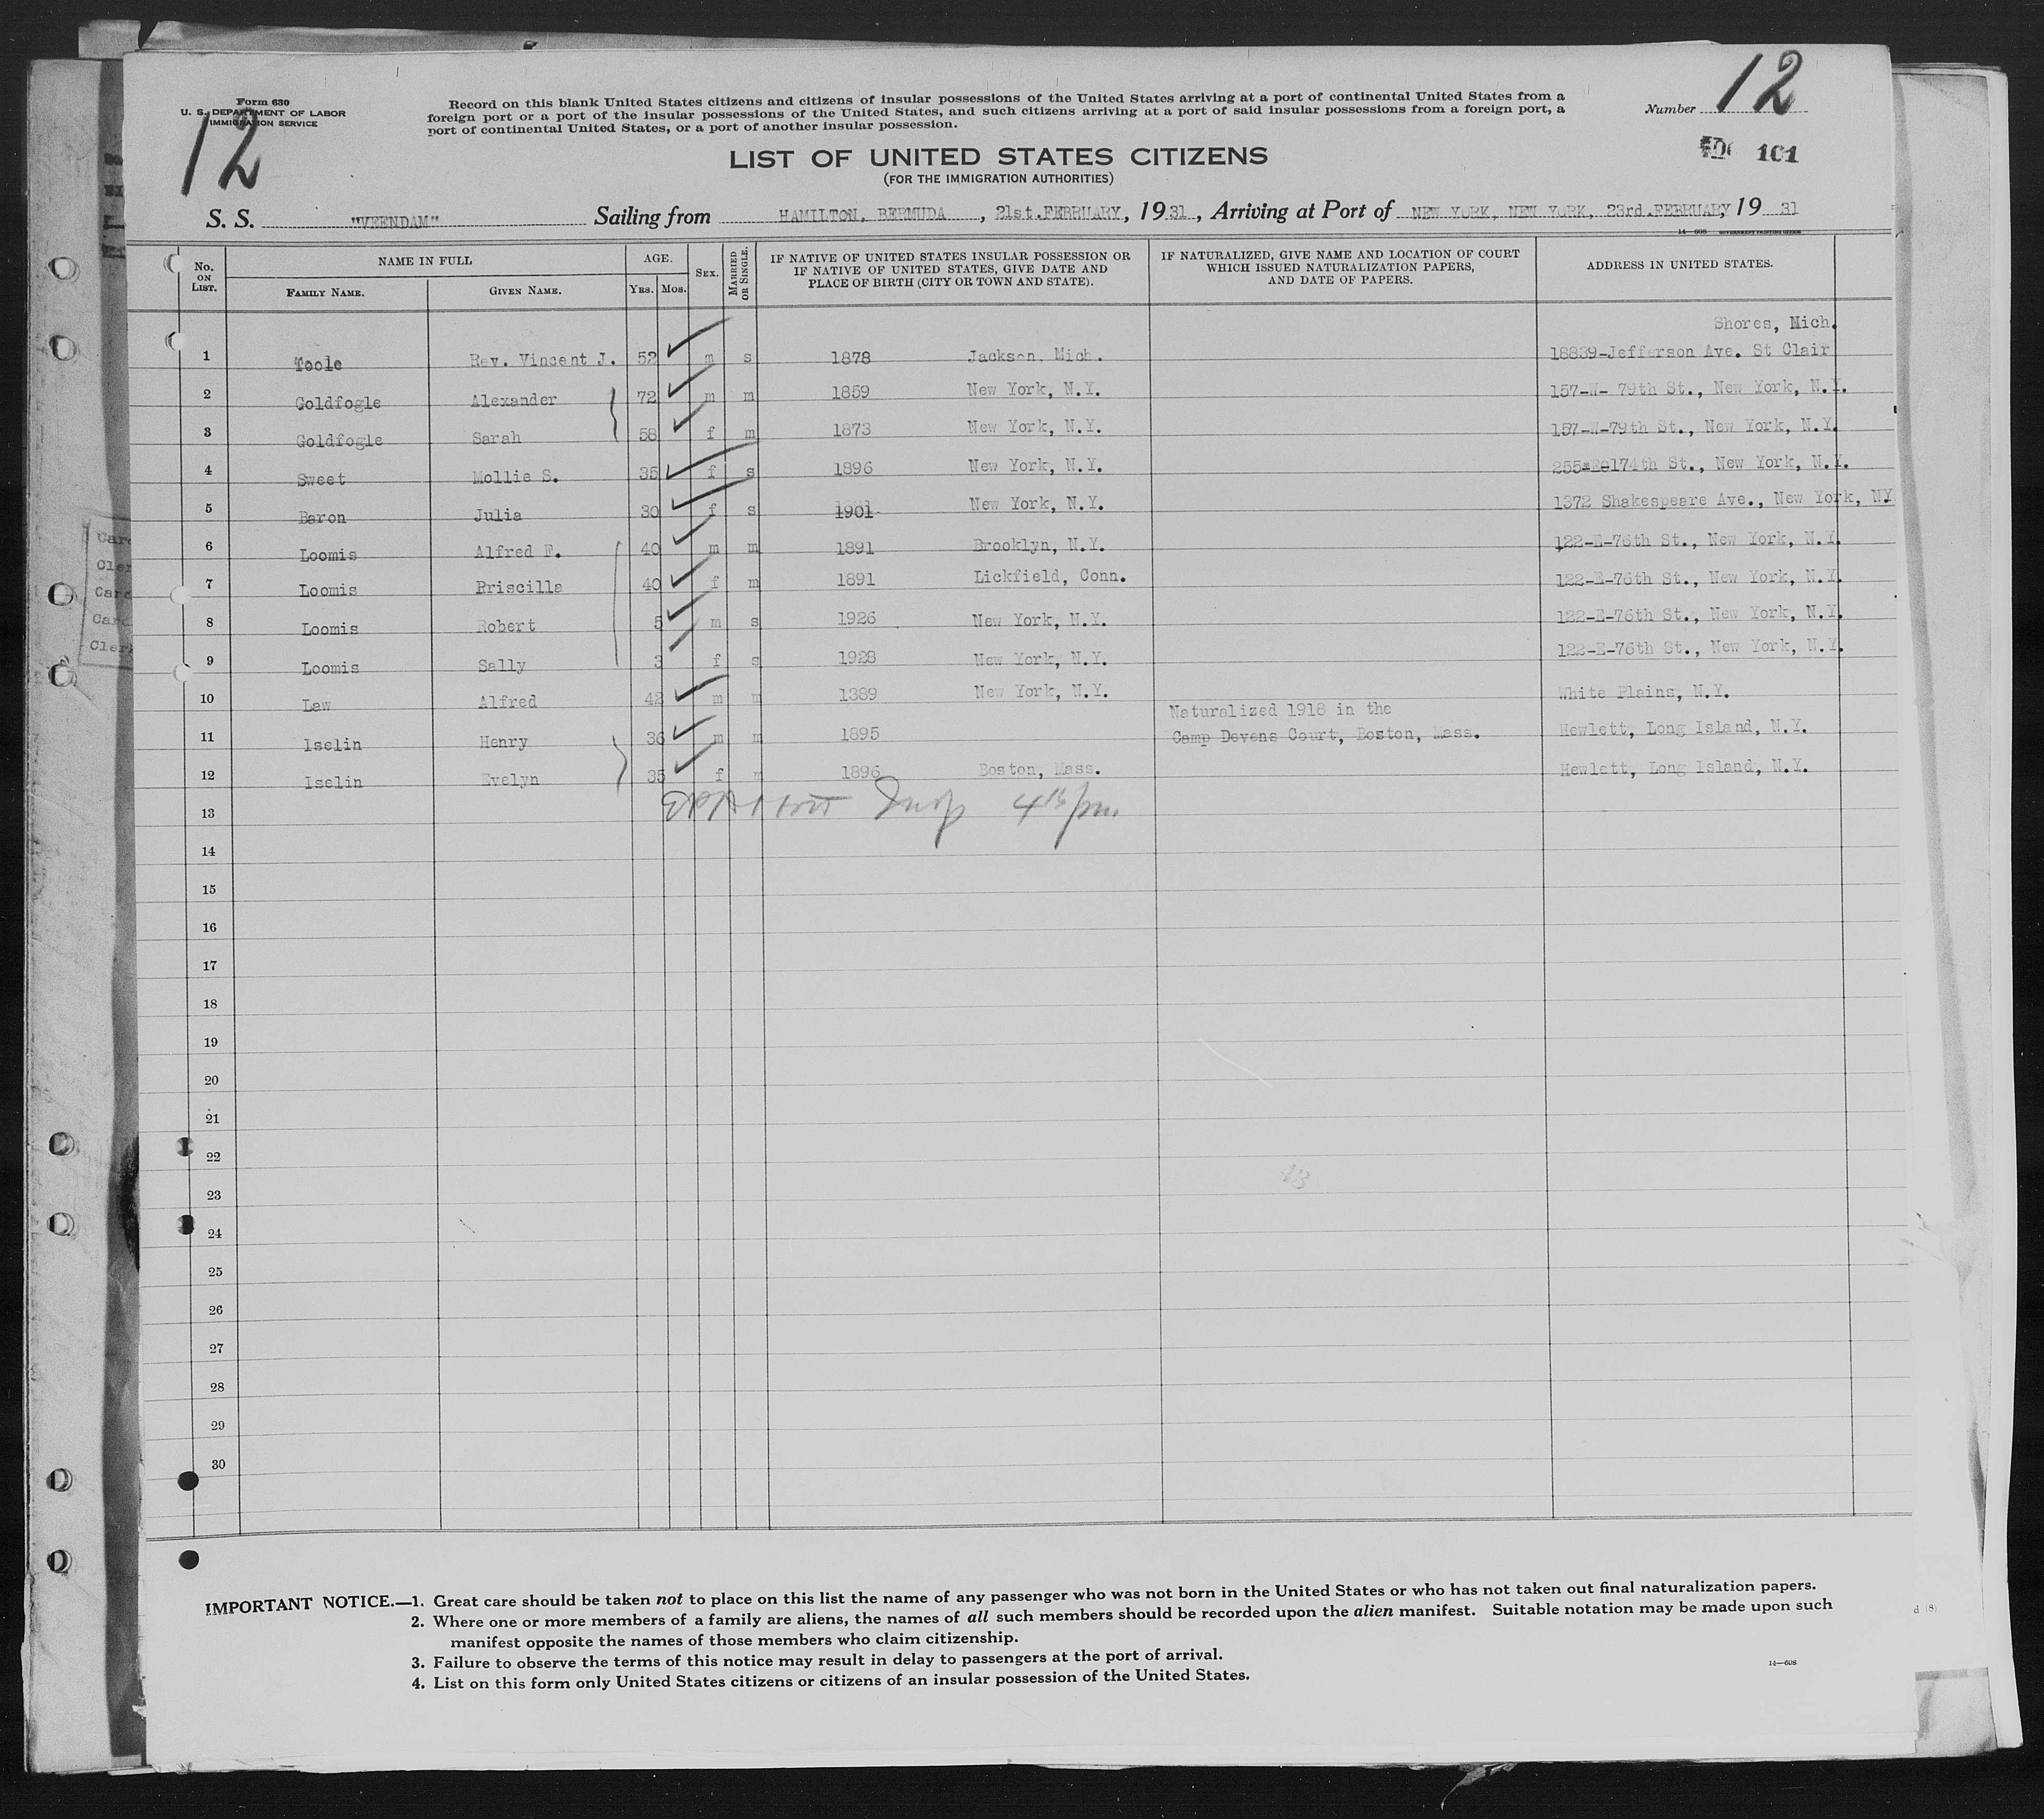 Form 630
U. S. DEPARTMENT OF LABOR
IMMIGRATION SERVICE
12
Record on this blank United States citizens and citizens of insular possessions of the United States arriving at a port of continental United States from a
foreign port or a port of the insular possessions of the United States, and such citizens arriving at a port of said insular possessions from a foreign port, a
port of continental United States, or a port of another insular possession.
Number 12
101
LIST OF UNITED STATES CITIZENS
(FOR THE IMMIGRATION AUTHORITIES)
S. S. "VEENDAM" Sailing from HAMILTON, BERMUDA, 21st.FEBRUARY, 1931, Arriving at Port of NEW YORK, NEW YORK, 23rd.FEBRUARY, 1931
14—608 GOVERNMENT PRINTING OFFICE
No. ON LIST. NAME IN FULL FAMILY NAME. GIVEN NAME. AGE. YRS. MOS. SEX. MARRIED OR SINGLE. IF NATIVE OF UNITED STATES INSULAR POSSESSION OR IF NATIVE OF UNITED STATES, GIVE DATE AND PLACE OF BIRTH (CITY OR TOWN AND STATE). IF NATURALIZED, GIVE NAME AND LOCATION OF COURT WHICH ISSUED NATURALIZATION PAPERS, AND DATE OF PAPERS. ADDRESS IN UNITED STATES.
Shores, Mich.
1 Toole Rev. Vincent J. 52 m s 1878 Jackson, Mich. 18839-Jefferson Ave. St Clair
2 Goldfogle Alexander 72 m m 1859 New York, N.Y. 157-W- 79th St., New York, N.Y.
3 Goldfogle Sarah 58 f m 1873 New York, N.Y. 157-W-79th St., New York, N.Y.
4 Sweet Mollie S. 35 f s 1896 New York, N.Y. 255-E-174th St., New York, N.Y.
5 Baron Julia 30 f s 1901 New York, N.Y. 1372 Shakespeare Ave., New York, NY
6 Loomis Alfred F. 40 m m 1891 Brooklyn, N.Y. 122-E-76th St., New York, N.Y.
7 Loomis Priscilla 40 f m 1891 Lickfield, Conn. 122-E-76th St., New York, N.Y.
8 Loomis Robert 5 m s 1926 New York, N.Y. 122-E-76th St., New York, N.Y.
9 Loomis Sally 3 f s 1928 New York, N.Y. 122-E-76th St., New York, N.Y.
10 Law Alfred 42 m m 1889 New York, N.Y. White Plains, N.Y.
Naturalized 1918 in the
11 Iselin Henry 36 m m 1895 Camp Devens Court, Boston, Mass. Hewlett, Long Island, N.Y.
12 Iselin Evelyn 35 f m 1896 Boston, Mass. Hewlett, Long Island, N.Y.
13 Insp
14
15
16
17
18
19
20
21
22
23
24
25
26
27
28
29
30
IMPORTANT NOTICE.—1. Great care should be taken not to place on this list the name of any passenger who was not born in the United States or who has not taken out final naturalization papers.
2. Where one or more members of a family are aliens, the names of all such members should be recorded upon the alien manifest. Suitable notation may be made upon such
manifest opposite the names of those members who claim citizenship.
3. Failure to observe the terms of this notice may result in delay to passengers at the port of arrival.
4. List on this form only United States citizens or citizens of an insular possession of the United States.
14—608